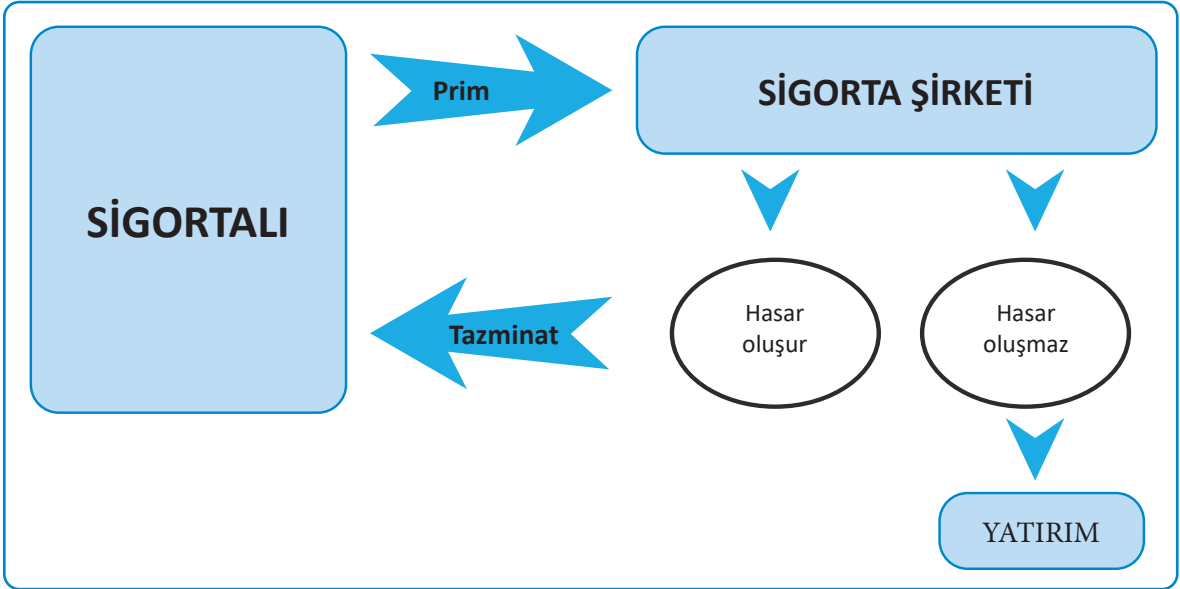 SİGORTALI
Prim
SİGORTA ŞİRKETİ
Tazminat
Hasar
oluşur
Hasar
oluşmaz
YATIRIM